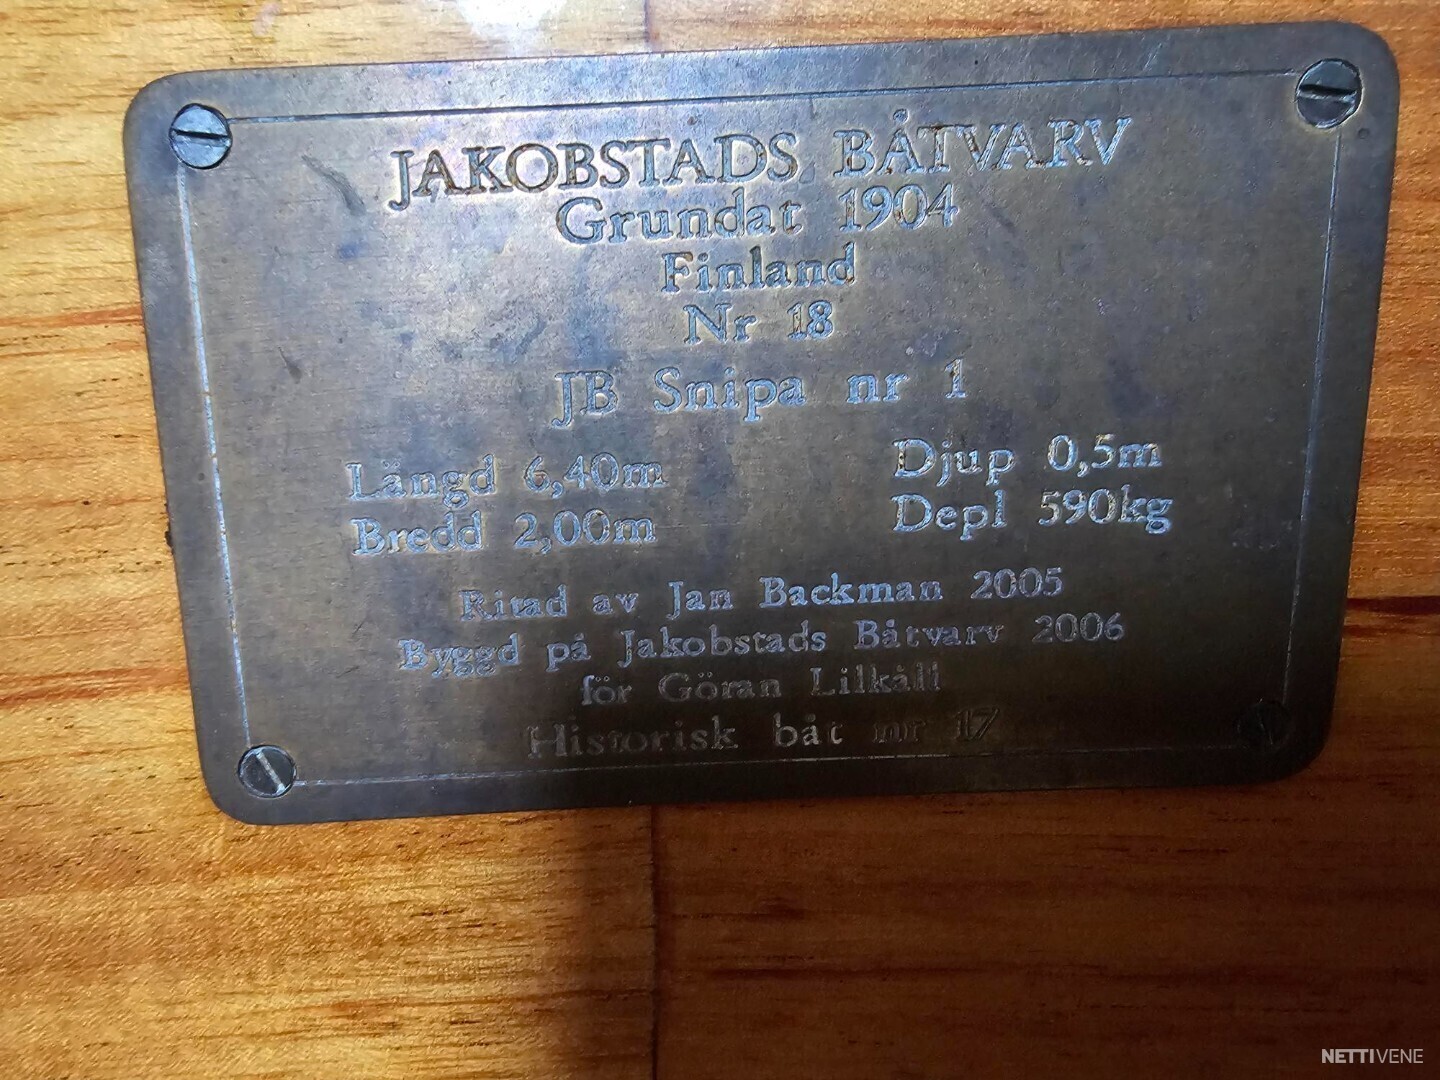 JAKOBSTADS BÅTVARV
Grundat 1904
Finland
Nr 18
JB Snipa nr 1
Längd 6,40m Djup 0,5m
Bredd 2,00m Depl 590kg
Ritad av Jan Backman 2005
Byggd på Jakobstads Båtvarv 2006
för Göran Lilkåll
Historisk båt nr 17
NETTIVENE